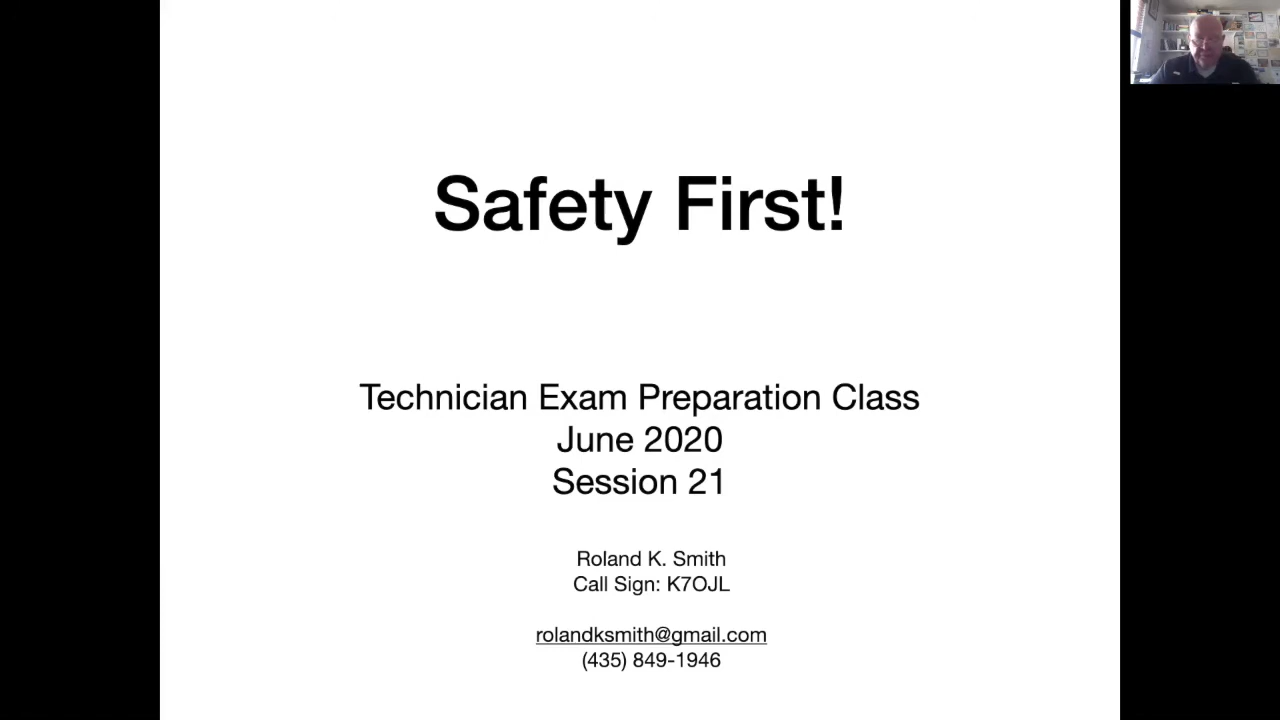 Safety First!
Technician Exam Preparation Class
June 2020
Session 21
Roland K. Smith
Call Sign: K7OJL
rolandksmith@gmail.com
(435) 849-1946